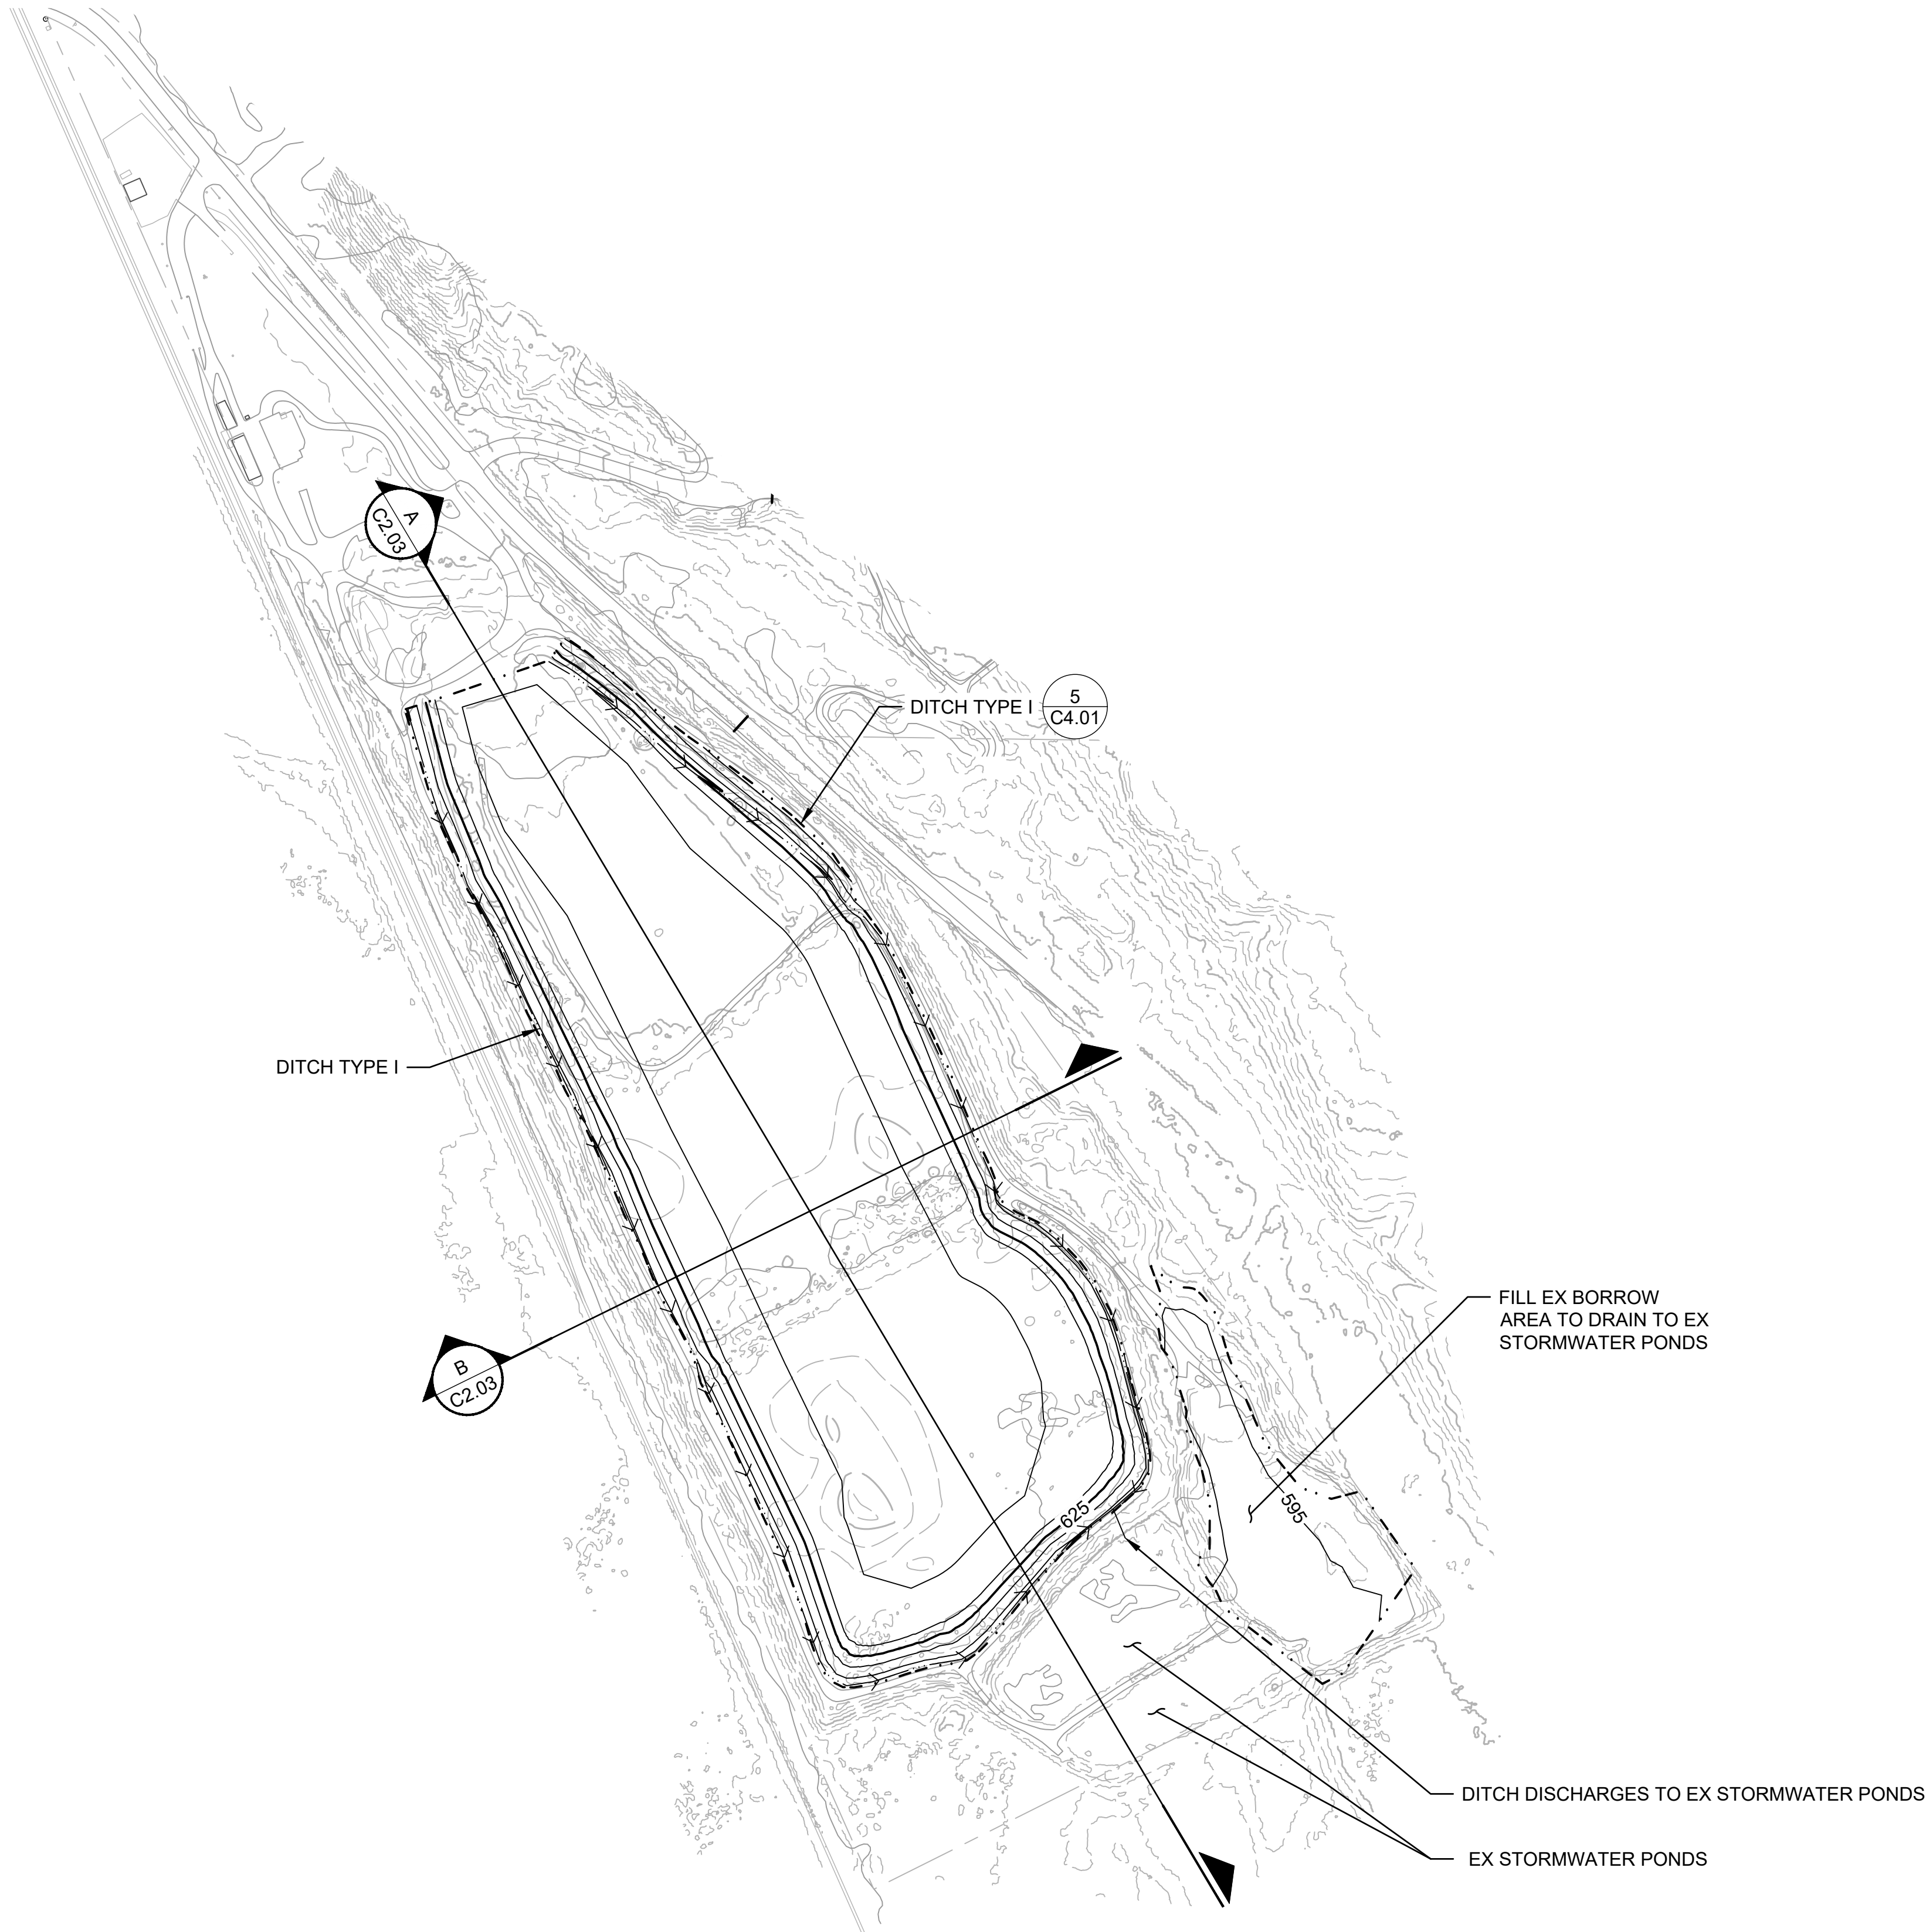 A
C2.03
DITCH TYPE I
5
C4.01
DITCH TYPE I
FILL EX BORROW
AREA TO DRAIN TO EX
STORMWATER PONDS
B
C2.03
625
595
DITCH DISCHARGES TO EX STORMWATER PONDS
EX STORMWATER PONDS